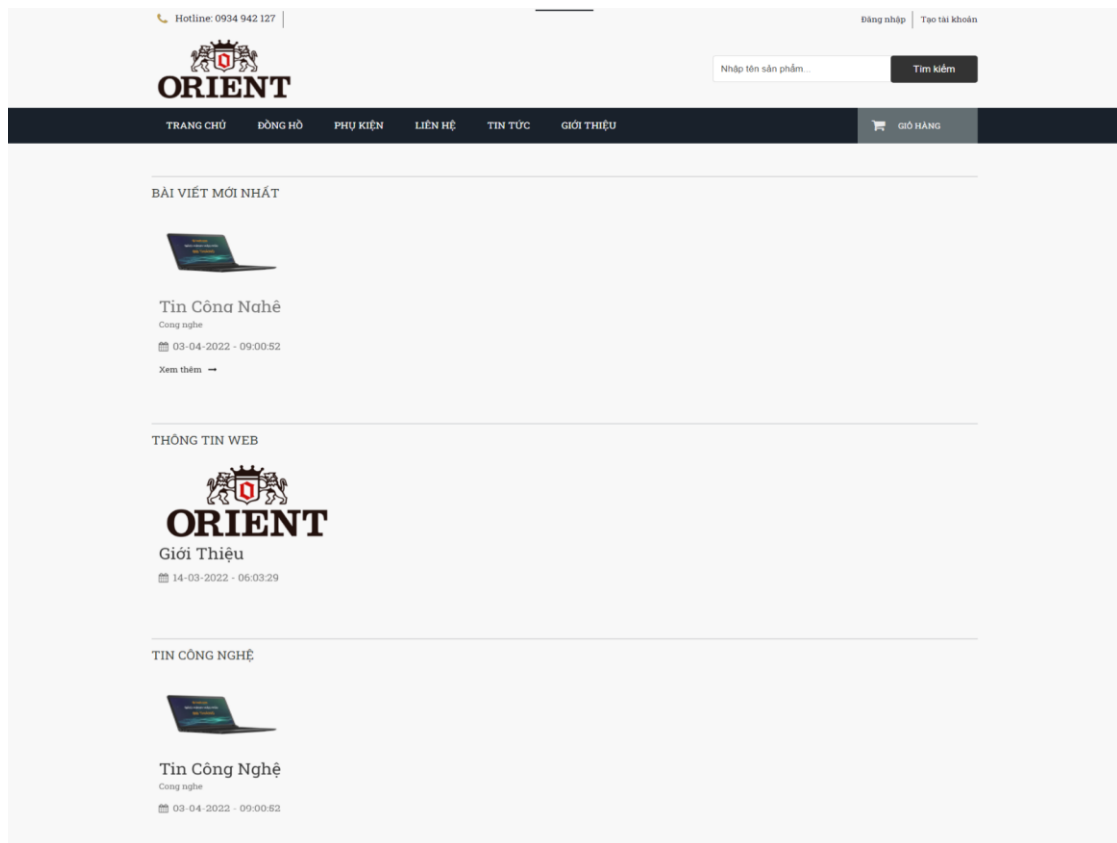 Hotline: 0934 942 127
Đăng nhập Tạo tài khoản
ORIENT
Nhập tên sản phẩm... Tìm kiếm
TRANG CHỦ ĐỒNG HỒ PHỤ KIỆN LIÊN HỆ TIN TỨC GIỚI THIỆU GIỎ HÀNG
BÀI VIẾT MỚI NHẤT
Tin Công Nghệ
Cong nghe
03-04-2022 - 09:00:52
Xem thêm →
THÔNG TIN WEB
ORIENT
Giới Thiệu
14-03-2022 - 06:03:29
TIN CÔNG NGHỆ
Tin Công Nghệ
Cong nghe
03-04-2022 - 09:00:52